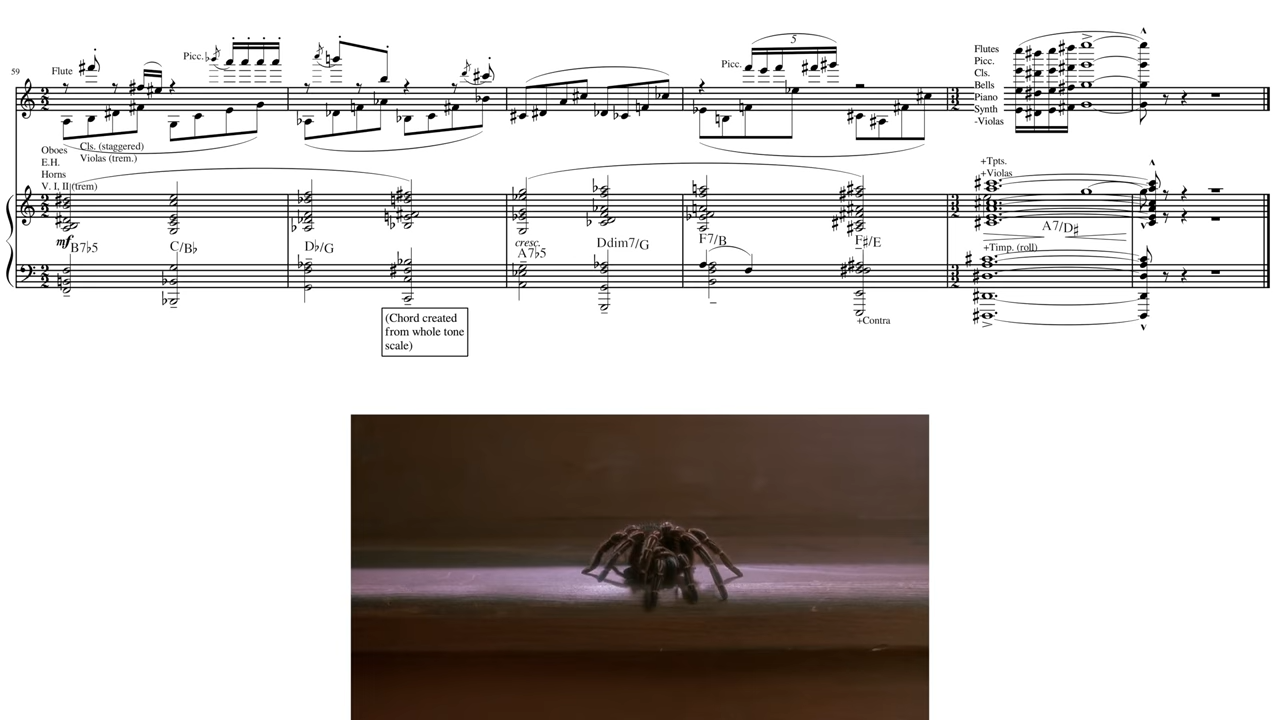 59
Flute
Picc.
5
Picc.
Flutes
Picc.
Cls.
Bells
Piano
Synth
-Violas
Cls. (staggered)
Violas (trem.)
Oboes
E.H.
Horns
V. I, II (trem)
+Tpts.
+Violas
mf
B7♭5
C/B♭
D♭/G
cresc.
A7♭5
Ddim7/G
F7/B
F♯/E
A7/D♯
+Timp. (roll)
+Contra
(Chord created
from whole tone
scale)